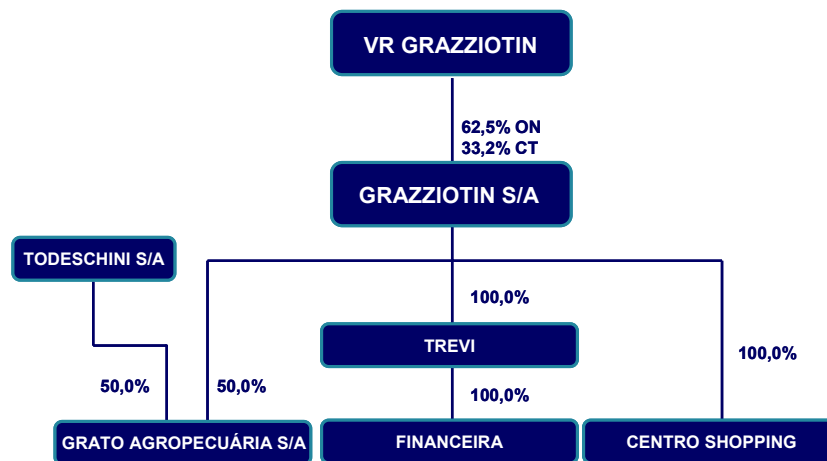 VR GRAZZIOTIN
62,5% ON
33,2% CT
GRAZZIOTIN S/A
TODESCHINI S/A
100,0%
TREVI
100,0%
50,0%
50,0%
100,0%
GRATO AGROPECUÁRIA S/A
FINANCEIRA
CENTRO SHOPPING